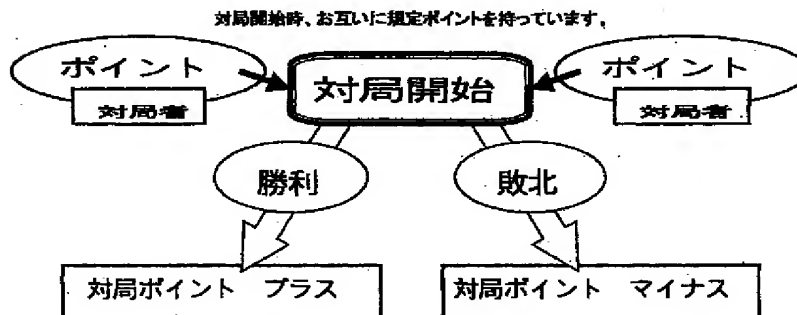 対局開始時、お互いに規定ポイントを持っています。
ポイント
対局者
対局開始
ポイント
対局者
勝利
敗北
対局ポイント プラス
対局ポイント マイナス